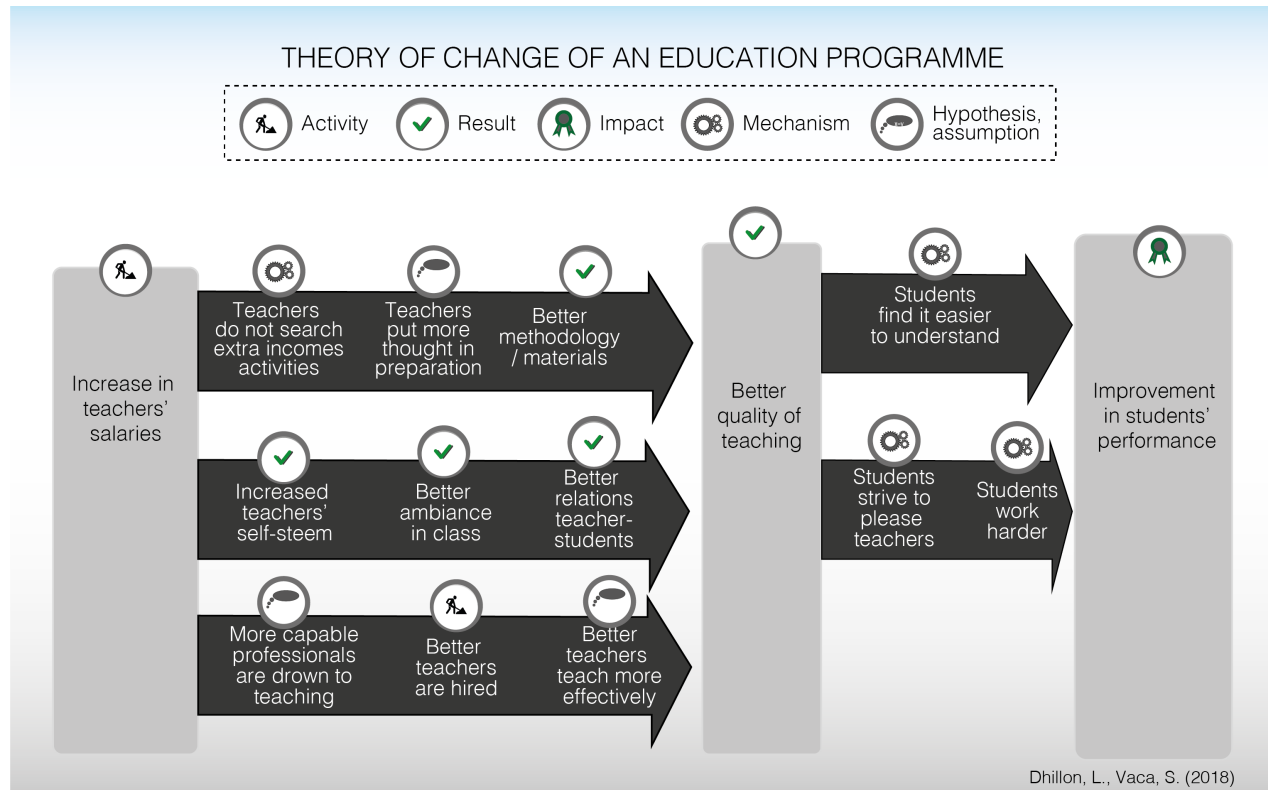 THEORY OF CHANGE OF AN EDUCATION PROGRAMME
Activity
Result
Impact
Mechanism
Hypothesis,
assumption
Increase in
teachers'
salaries
Teachers
do not search
extra incomes
activities
Teachers
put more
thought in
preparation
Better
methodology
/ materials
Increased
teachers'
self-steem
Better
ambiance
in class
Better
relations
teacher-
students
More capable
professionals
are drown to
teaching
Better
teachers
are hired
Better
teachers
teach more
effectively
Better
quality of
teaching
Students
find it easier
to understand
Students
strive to
please
teachers
Students
work
harder
Improvement
in students'
performance
Dhillon, L., Vaca, S. (2018)